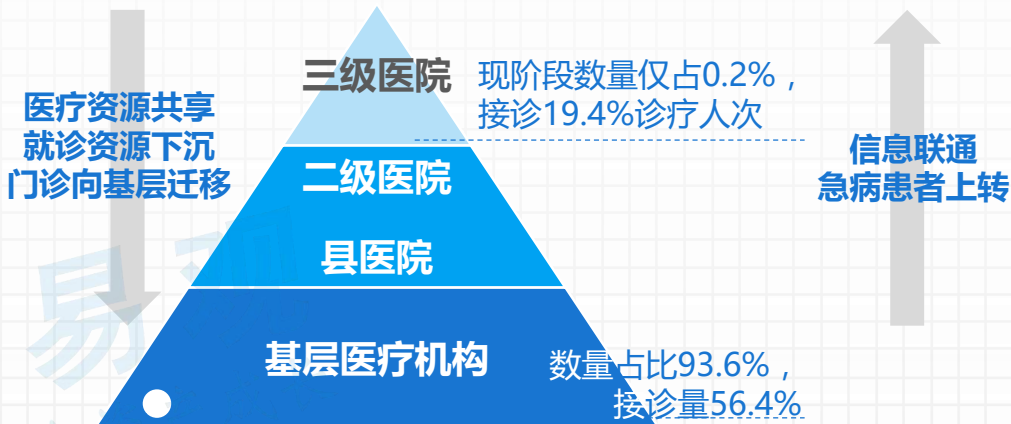 三级医院
现阶段数量仅占0.2%，
接诊19.4%诊疗人次
医疗资源共享
就诊资源下沉
门诊向基层迁移
二级医院
县医院
信息联通
急病患者上转
基层医疗机构
数量占比93.6%，
接诊量56.4%
易观